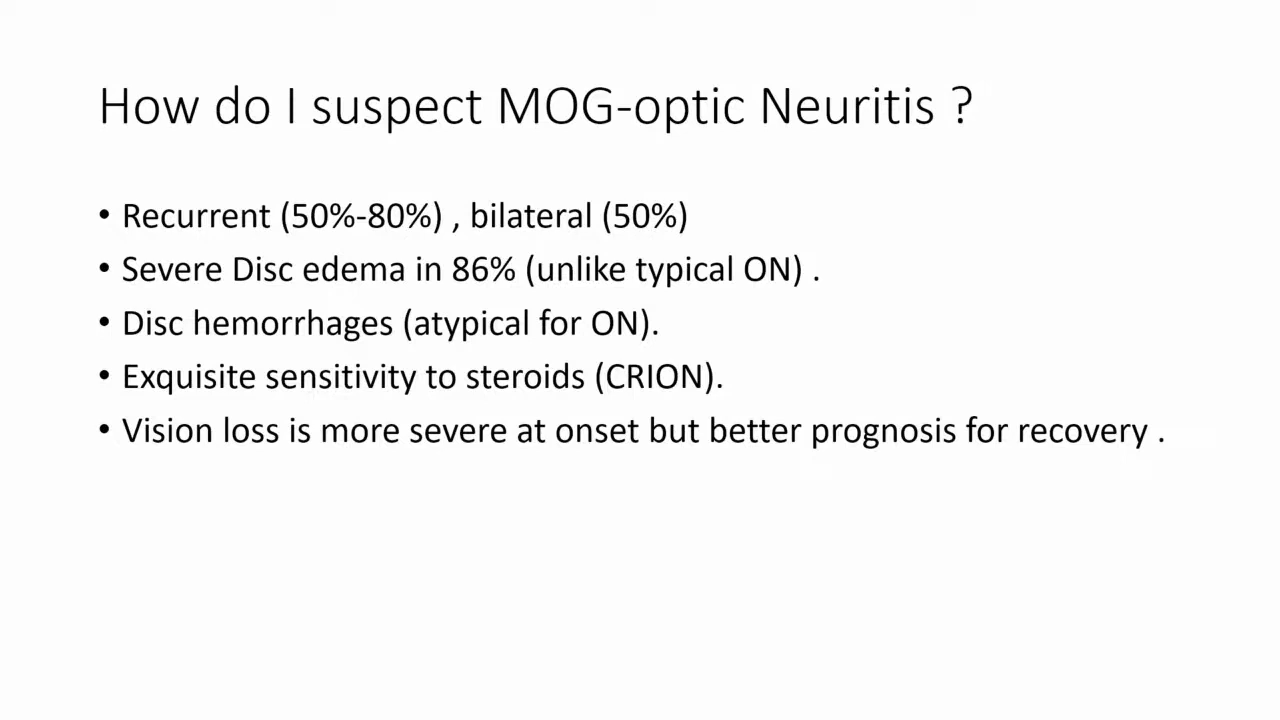 How do I suspect MOG-optic Neuritis ?
• Recurrent (50%-80%) , bilateral (50%)
• Severe Disc edema in 86% (unlike typical ON) .
• Disc hemorrhages (atypical for ON).
• Exquisite sensitivity to steroids (CRION).
• Vision loss is more severe at onset but better prognosis for recovery .